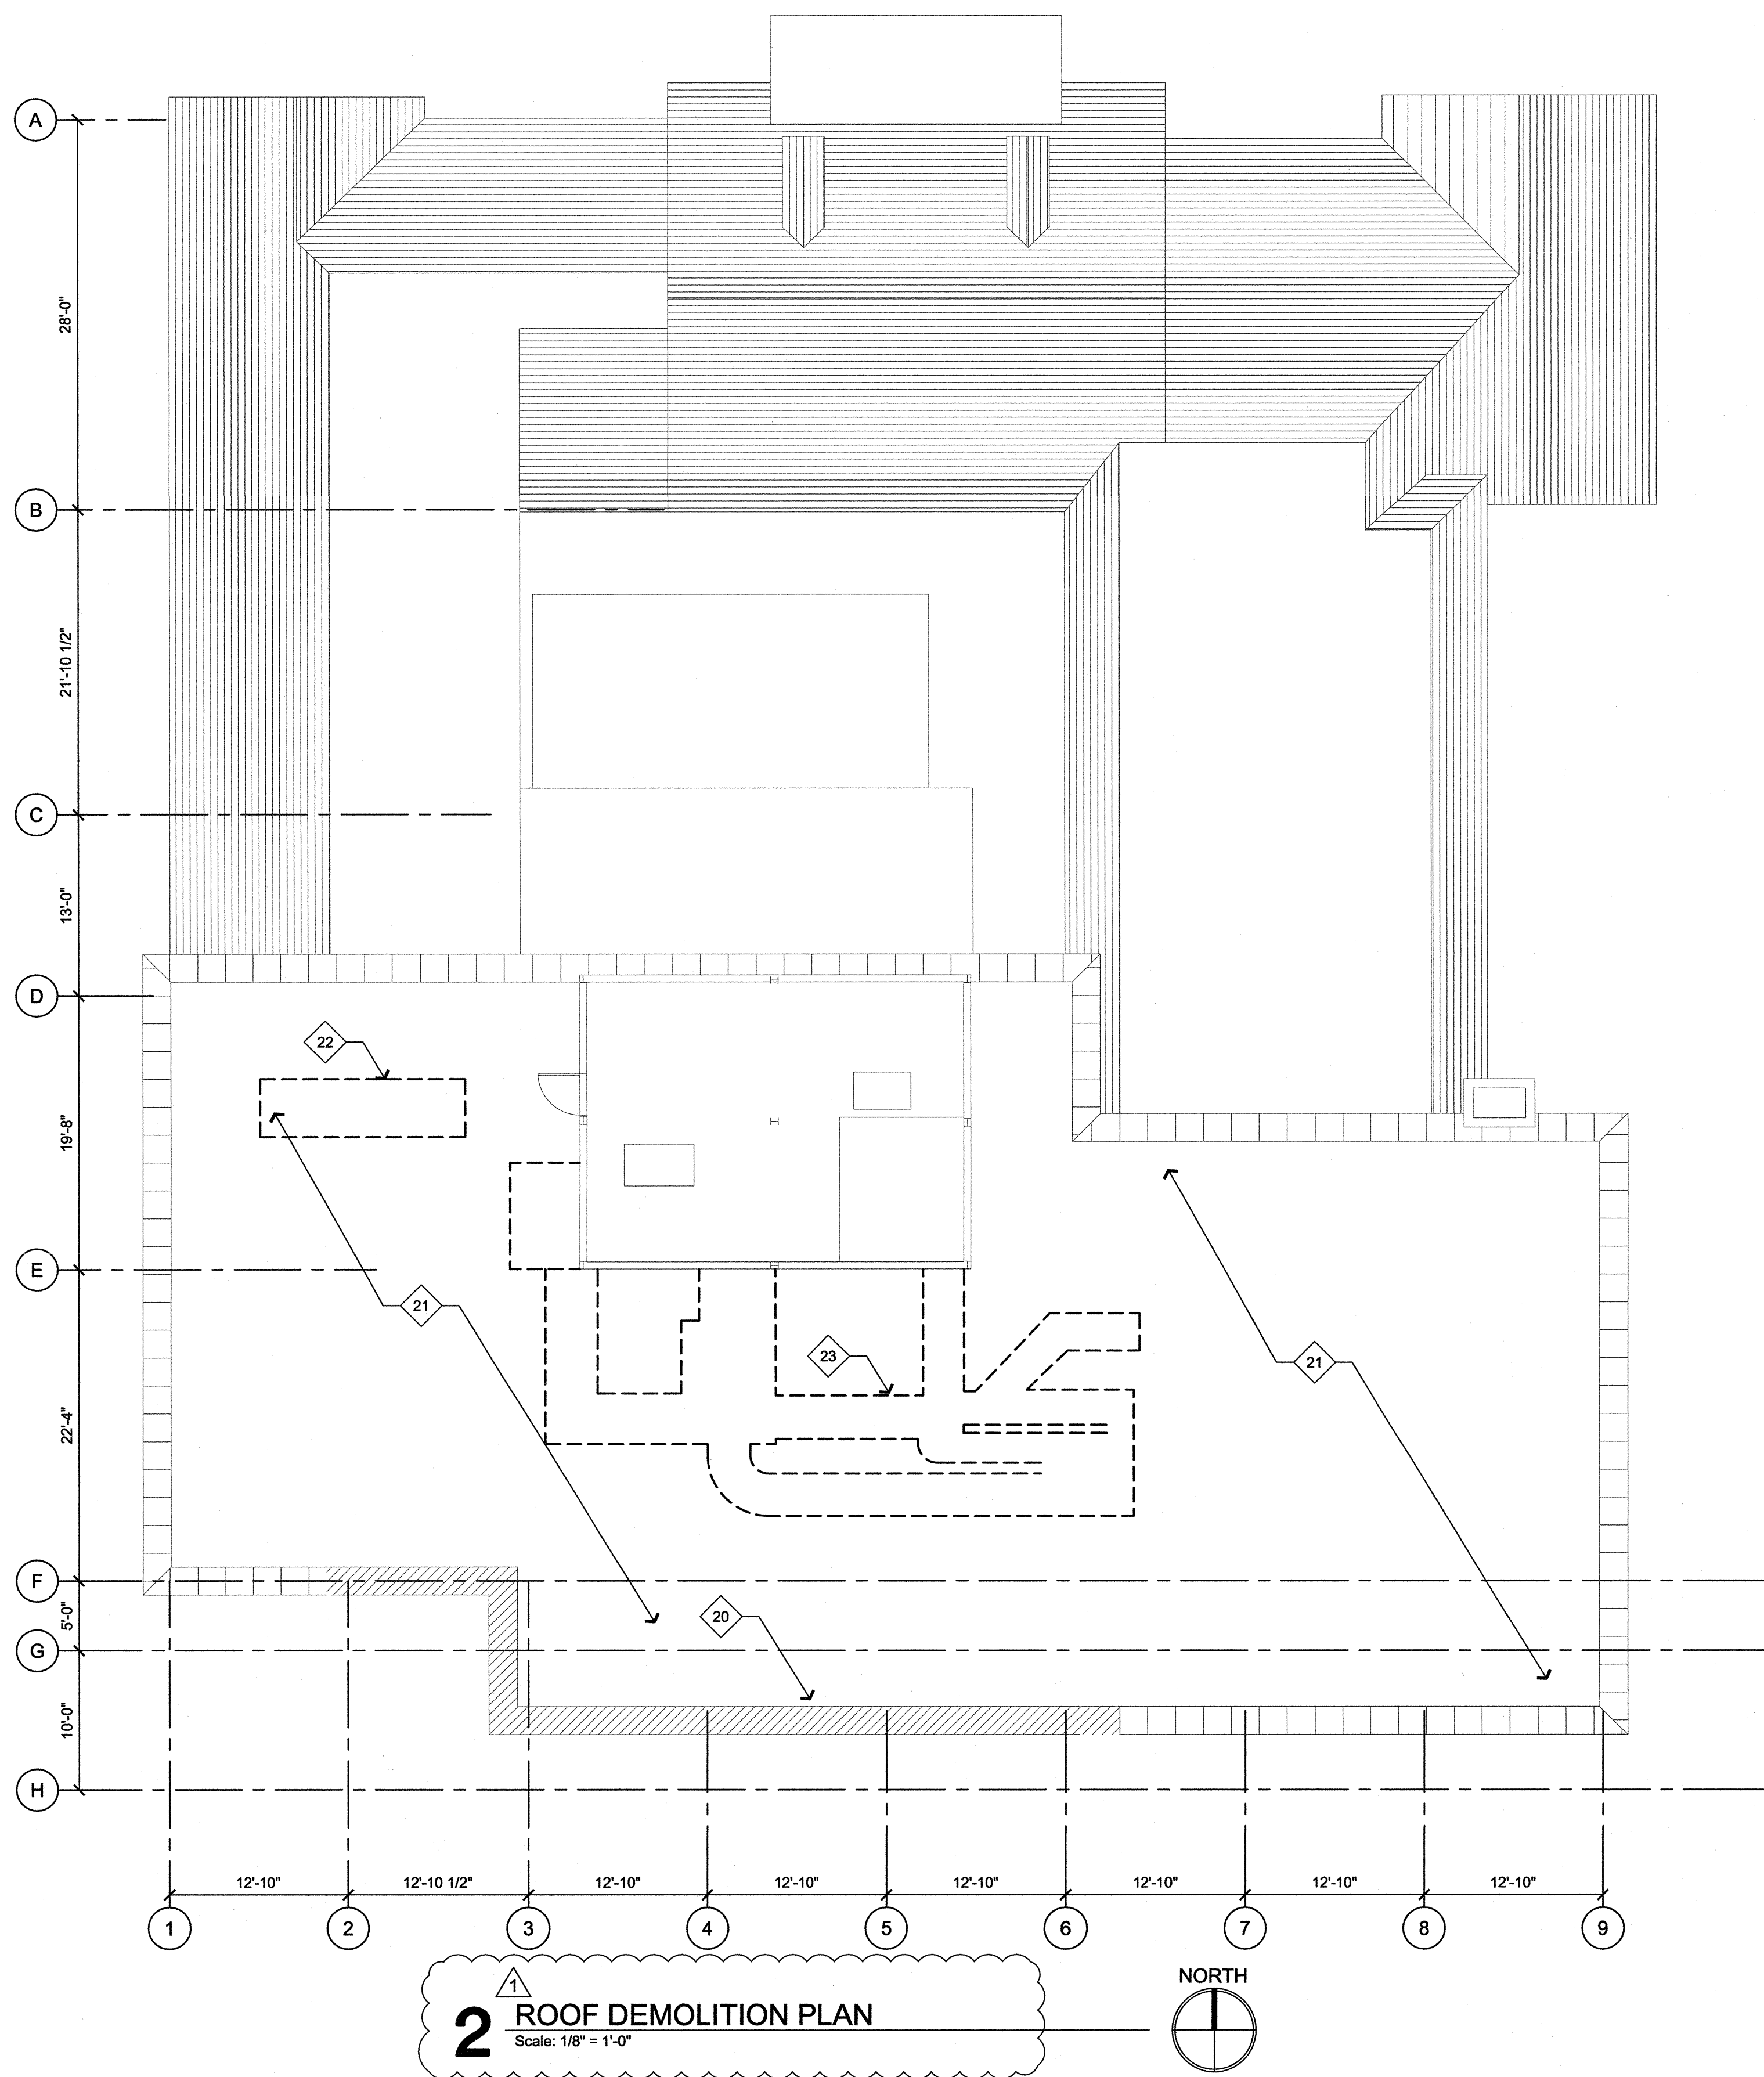 A
28'-0"
B
21'-10 1/2"
C
13'-0"
D
22
19'-8"
E
21
23
21
22'-4"
F
5'-0"
20
G
10'-0"
H
12'-10" 12'-10 1/2" 12'-10" 12'-10" 12'-10" 12'-10" 12'-10" 12'-10"
1 2 3 4 5 6 7 8 9
1
NORTH
2 ROOF DEMOLITION PLAN
Scale: 1/8" = 1'-0"